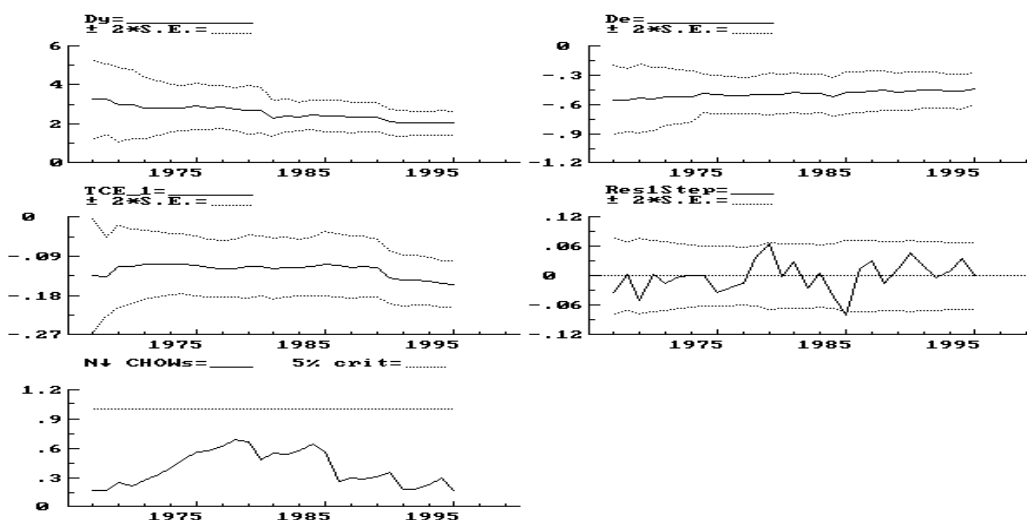 Dy=
± 2*S.E.=
6
4
2
0
1975 1985 1995
De=
± 2*S.E.=
0
-.3
-.6
-.9
-1.2
1975 1985 1995
TCE_1=
± 2*S.E.=
0
-.09
-.18
-.27
1975 1985 1995
Res1Step=
± 2*S.E.=
.12
.06
0
-.06
-.12
1975 1985 1995
N↓ CHOWs= 5% crit=
1.2
.9
.6
.3
0
1975 1985 1995